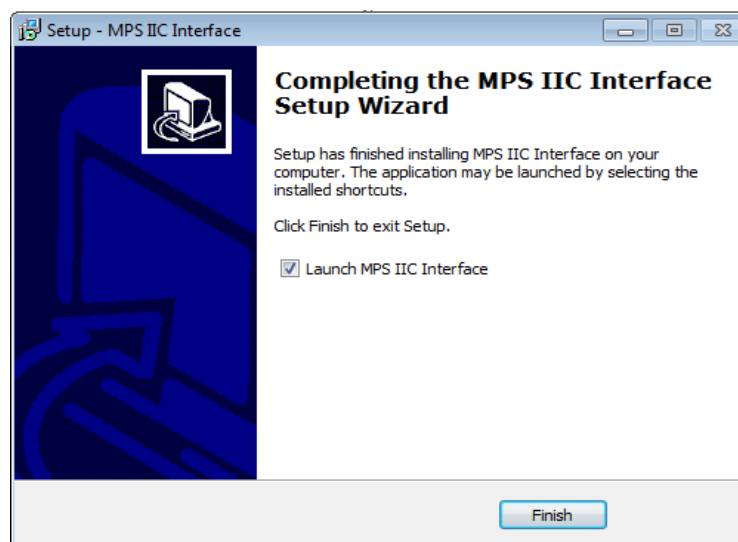 Setup - MPS IIC Interface
Completing the MPS IIC Interface
Setup Wizard
Setup has finished installing MPS IIC Interface on your
computer. The application may be launched by selecting the
installed shortcuts.
Click Finish to exit Setup.
Launch MPS IIC Interface
Finish